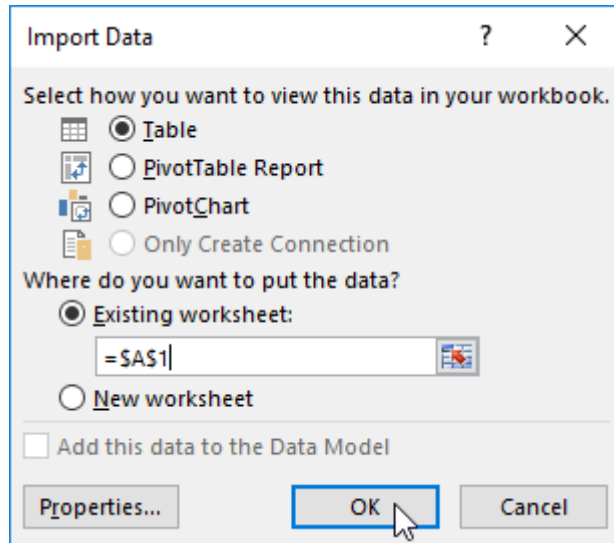 Import Data
?
Select how you want to view this data in your workbook.
Table
PivotTable Report
PivotChart
Only Create Connection
Where do you want to put the data?
Existing worksheet:
=$A$1
New worksheet
Add this data to the Data Model
Properties... OK Cancel